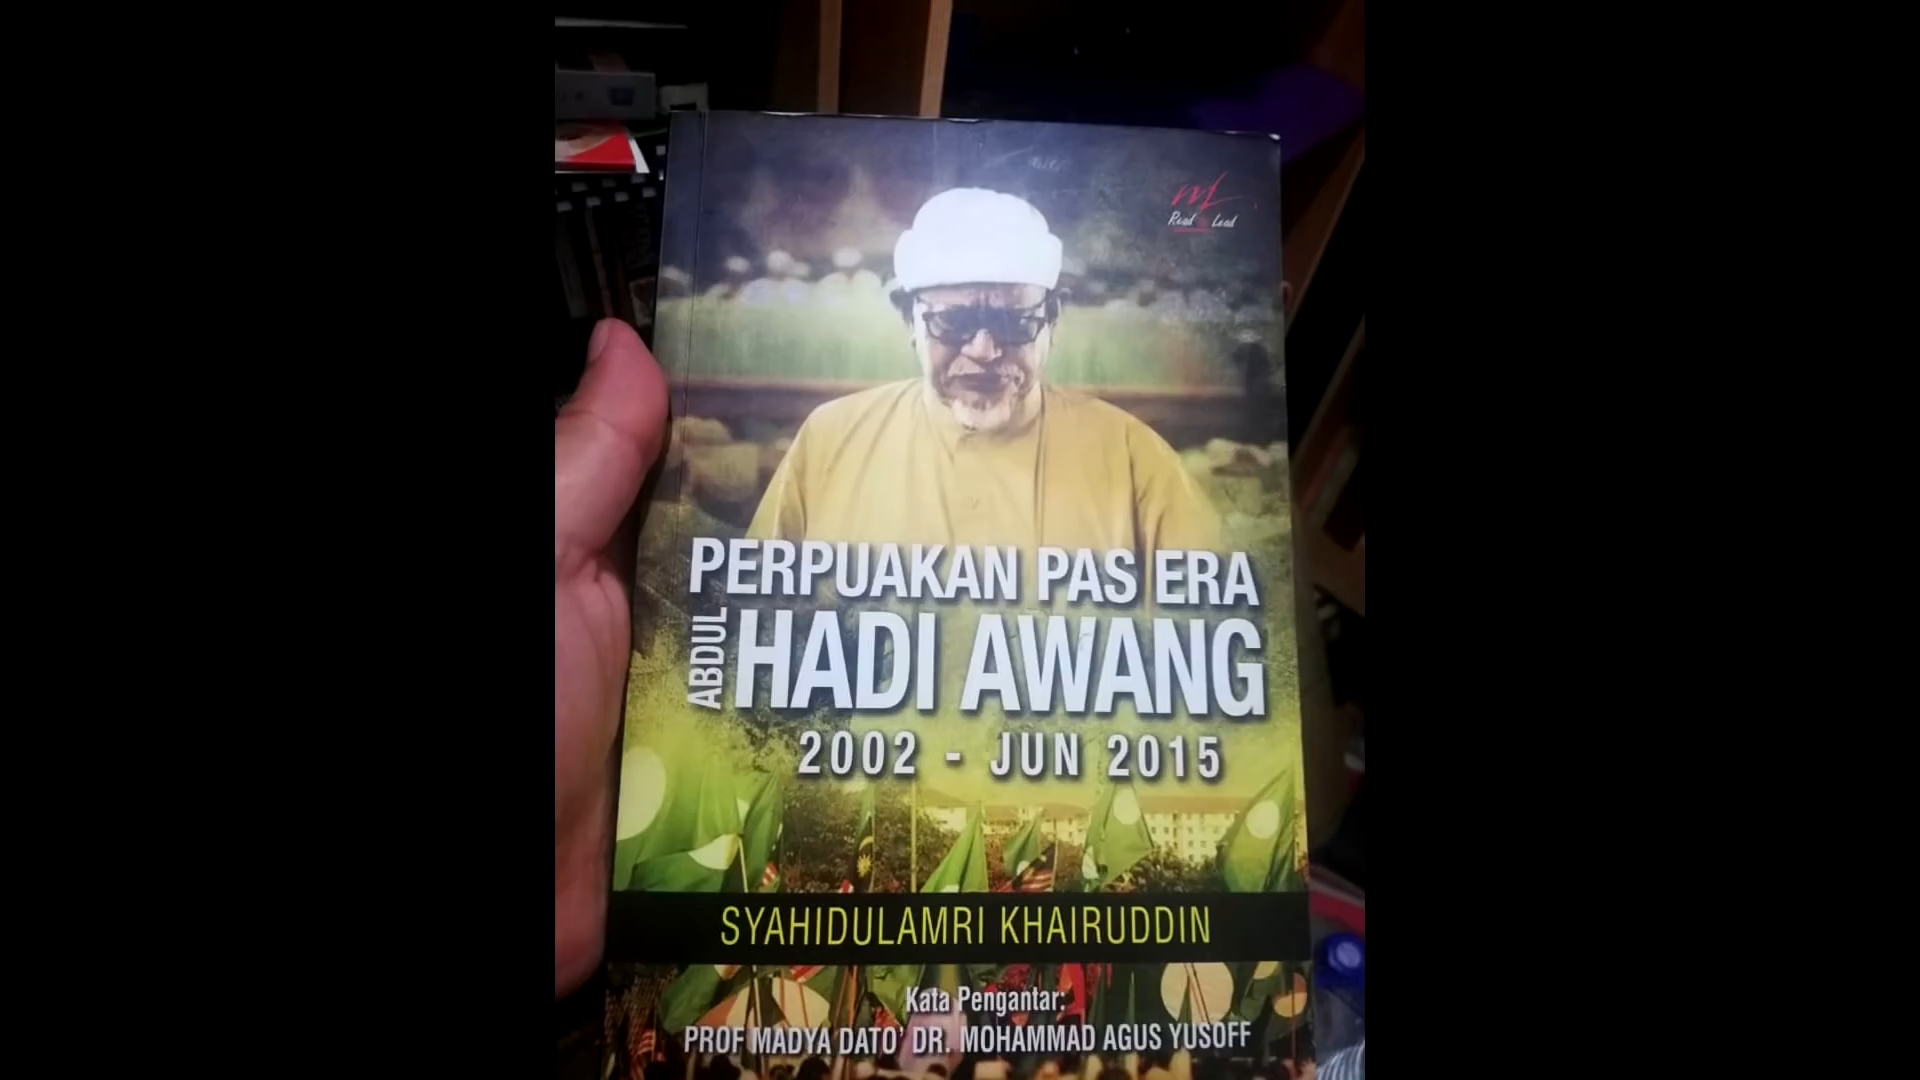 Read to Lead
PERPUAKAN PAS ERA
ABDUL HADI AWANG
2002 - JUN 2015
SYAHIDULAMRI KHAIRUDDIN
Kata Pengantar:
PROF MADYA DATO' DR. MOHAMMAD AGUS YUSOFF